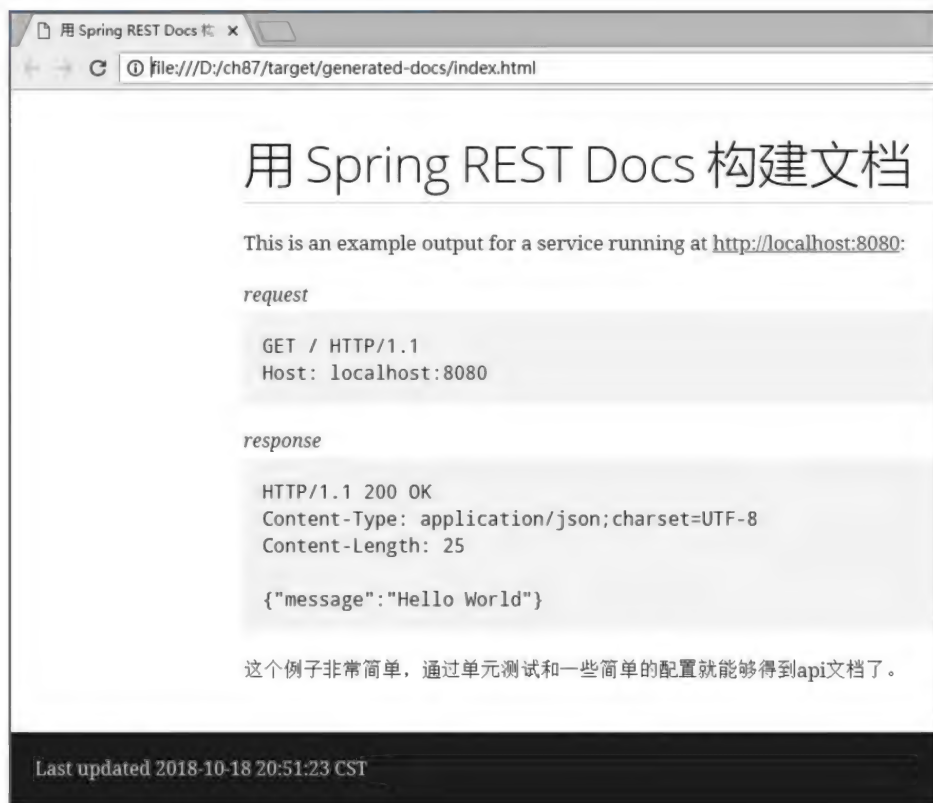 用 Spring REST Docs 构
file:///D:/ch87/target/generated-docs/index.html
用 Spring REST Docs 构建文档
This is an example output for a service running at http://localhost:8080:
request
GET / HTTP/1.1
Host: localhost:8080
response
HTTP/1.1 200 OK
Content-Type: application/json;charset=UTF-8
Content-Length: 25
{"message":"Hello World"}
这个例子非常简单，通过单元测试和一些简单的配置就能够得到api文档了。
Last updated 2018-10-18 20:51:23 CST